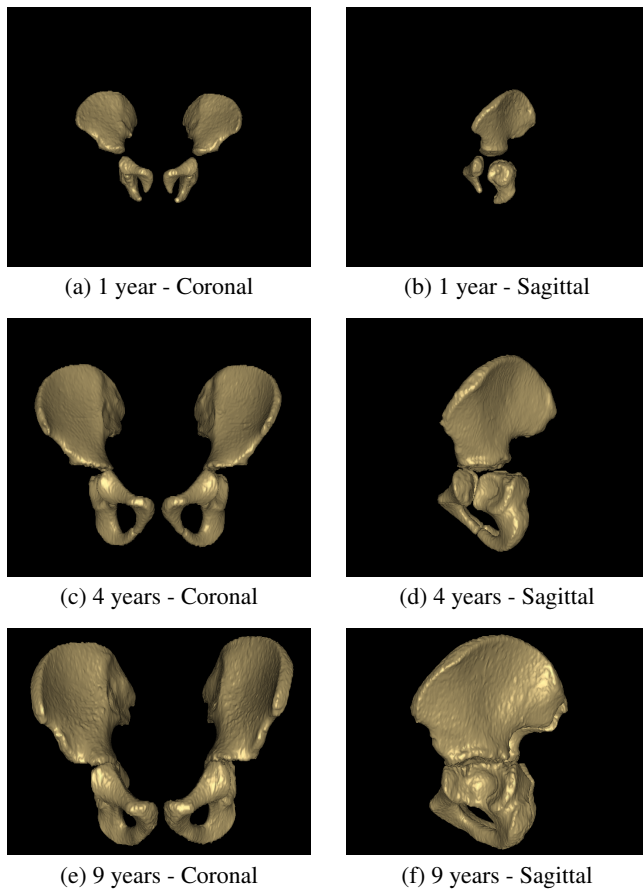 (a) 1 year - Coronal
(b) 1 year - Sagittal
(c) 4 years - Coronal
(d) 4 years - Sagittal
(e) 9 years - Coronal
(f) 9 years - Sagittal